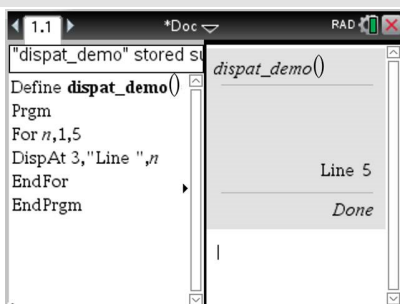 1.1 *Doc RAD
"dispat_demo" stored su
Define dispat_demo()
Prgm
For n,1,5
DispAt 3,"Line ",n
EndFor
EndPrgm
dispat_demo()
Line 5
Done